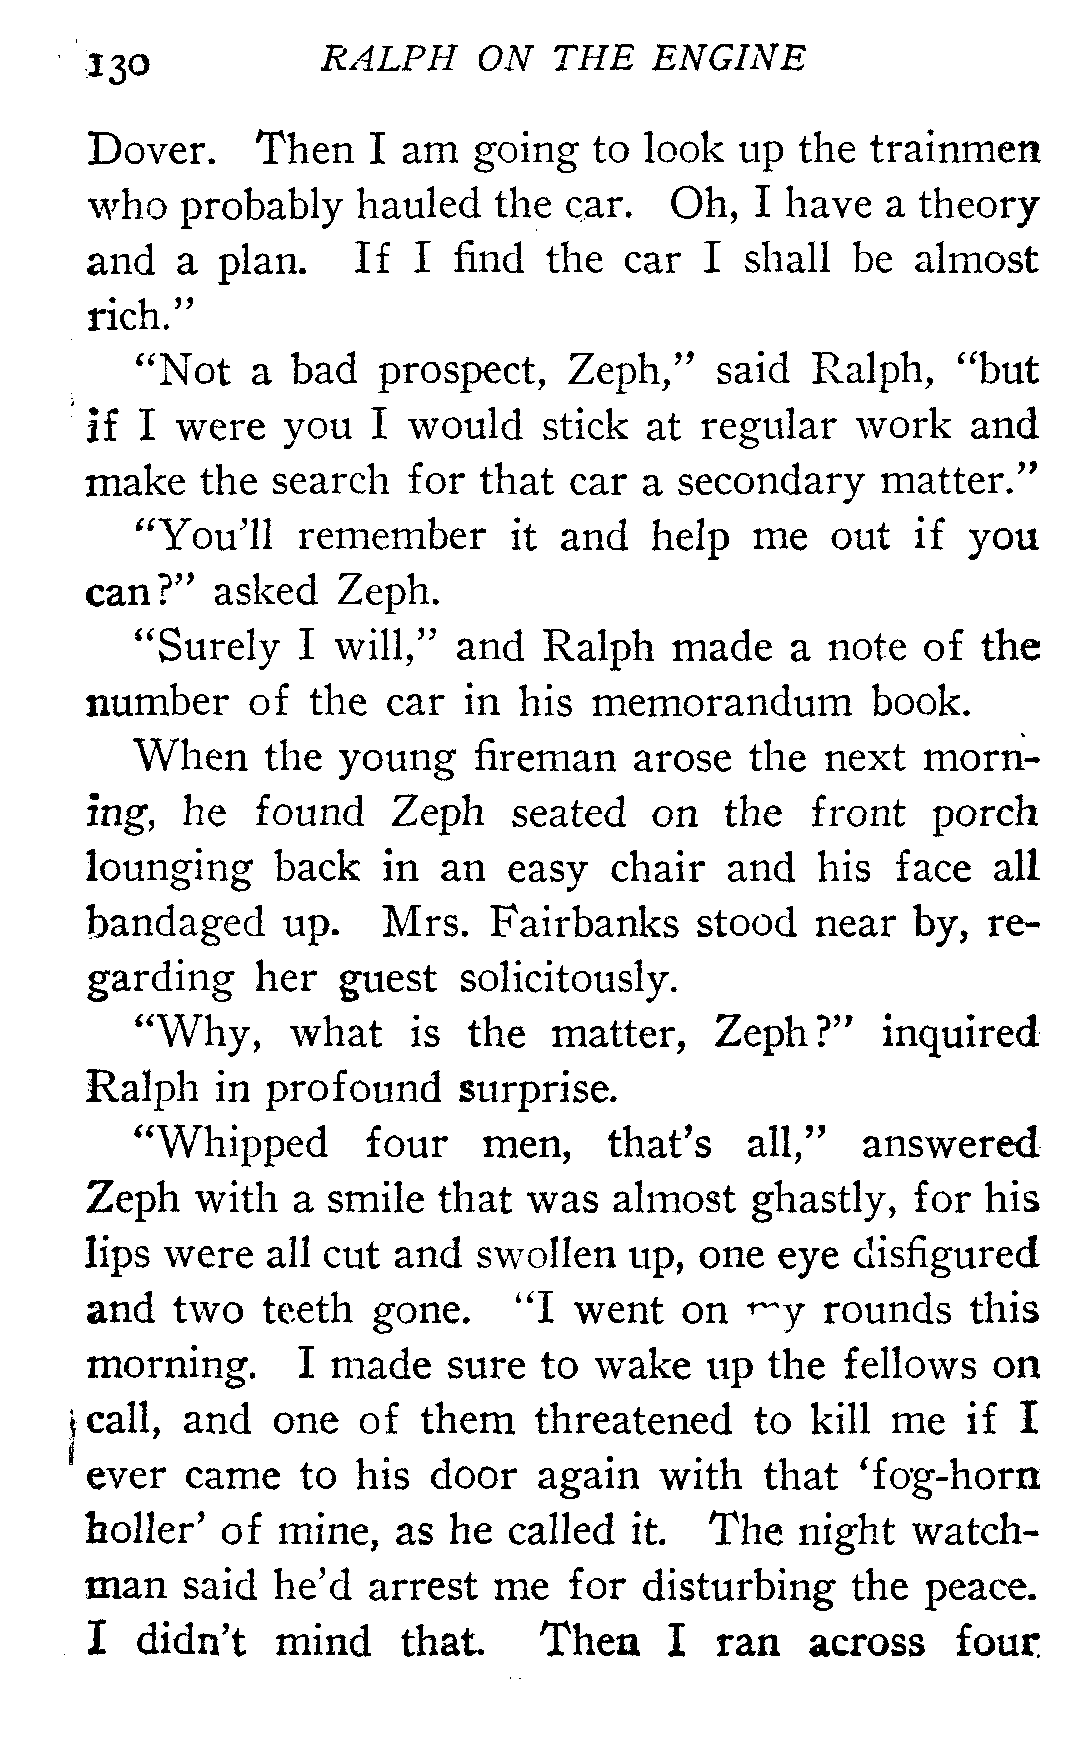 130 RALPH ON THE ENGINE
Dover. Then I am going to look up the trainmen
who probably hauled the car. Oh, I have a theory
and a plan. If I find the car I shall be almost
rich."
"Not a bad prospect, Zeph," said Ralph, "but
if I were you I would stick at regular work and
make the search for that car a secondary matter."
"You'll remember it and help me out if you
can?" asked Zeph.
"Surely I will," and Ralph made a note of the
number of the car in his memorandum book.
When the young fireman arose the next morn-
ing, he found Zeph seated on the front porch
lounging back in an easy chair and his face all
bandaged up. Mrs. Fairbanks stood near by, re-
garding her guest solicitously.
"Why, what is the matter, Zeph?" inquired
Ralph in profound surprise.
"Whipped four men, that's all," answered
Zeph with a smile that was almost ghastly, for his
lips were all cut and swollen up, one eye disfigured
and two teeth gone. "I went on my rounds this
morning. I made sure to wake up the fellows on
call, and one of them threatened to kill me if I
ever came to his door again with that 'fog-horn
holler' of mine, as he called it. The night watch-
man said he'd arrest me for disturbing the peace.
I didn't mind that. Then I ran across four